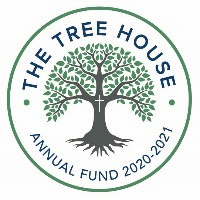 THE TREE HOUSE
ANNUAL FUND 2020-2021